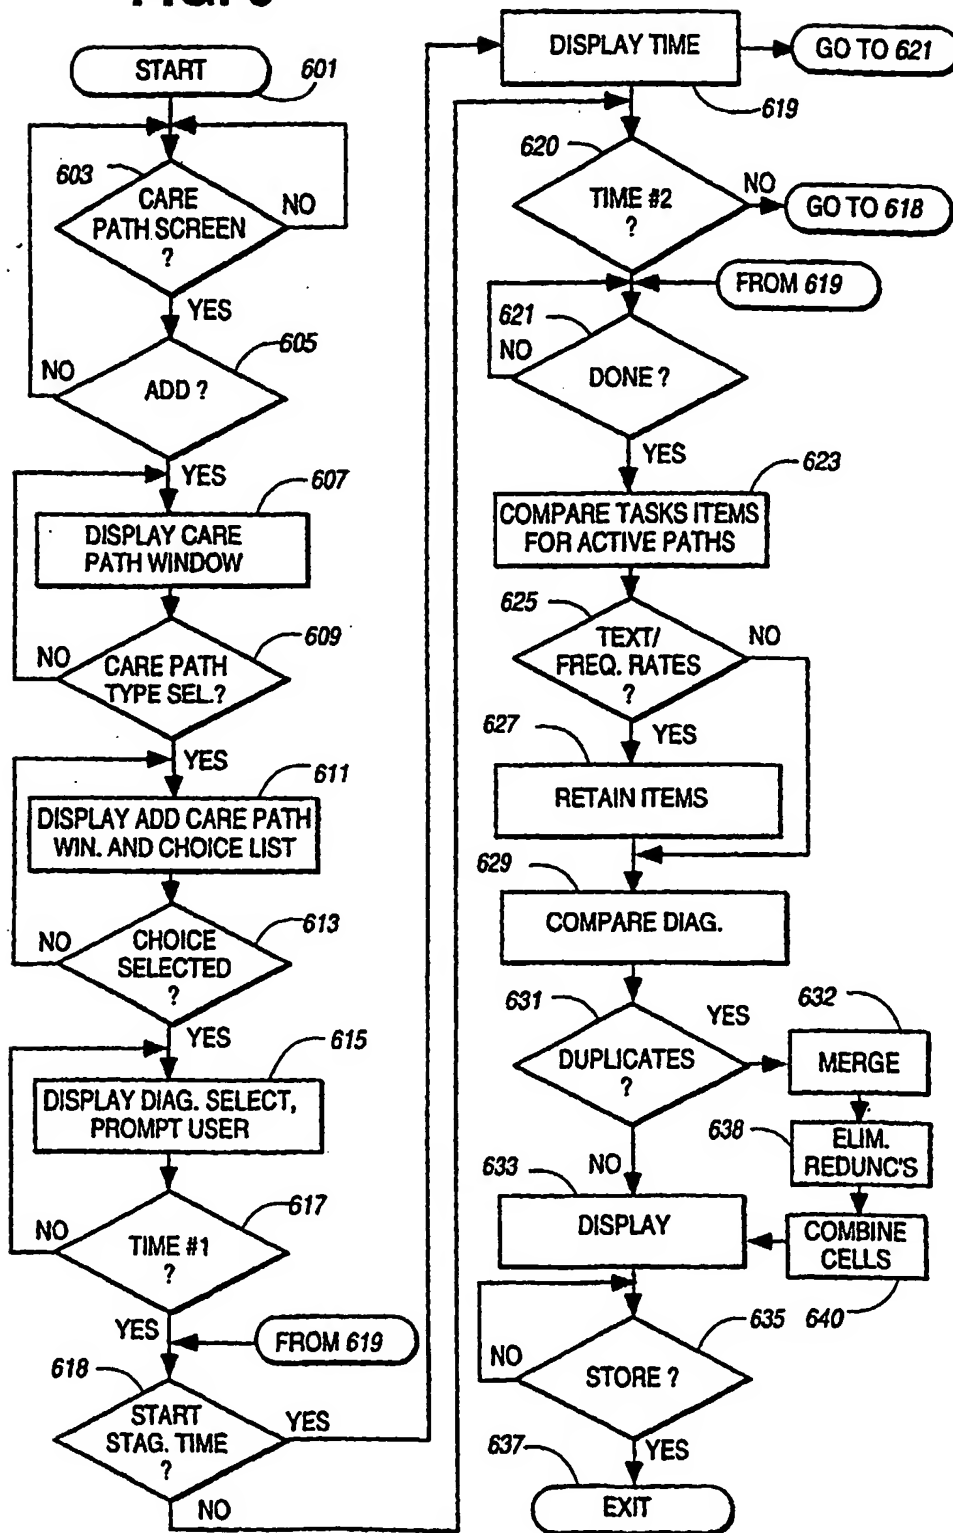 START
601
603
CARE
PATH SCREEN
?
NO
YES
605
NO
ADD ?
YES
607
DISPLAY CARE
PATH WINDOW
609
NO
CARE PATH
TYPE SEL.?
YES
611
DISPLAY ADD CARE PATH
WIN. AND CHOICE LIST
613
NO
CHOICE
SELECTED
?
YES
615
DISPLAY DIAG. SELECT,
PROMPT USER
617
NO
TIME #1
?
YES
FROM 619
618
START
STAG. TIME
?
YES
NO
DISPLAY TIME
GO TO 621
619
620
TIME #2
?
NO
GO TO 618
FROM 619
621
NO
DONE ?
YES
623
COMPARE TASKS ITEMS
FOR ACTIVE PATHS
625
TEXT/
FREQ. RATES
?
NO
627
YES
RETAIN ITEMS
629
COMPARE DIAG.
631
DUPLICATES
?
YES
632
MERGE
638
ELIM.
REDUNC'S
NO
633
DISPLAY
COMBINE
CELLS
640
635
NO
STORE ?
YES
637
EXIT